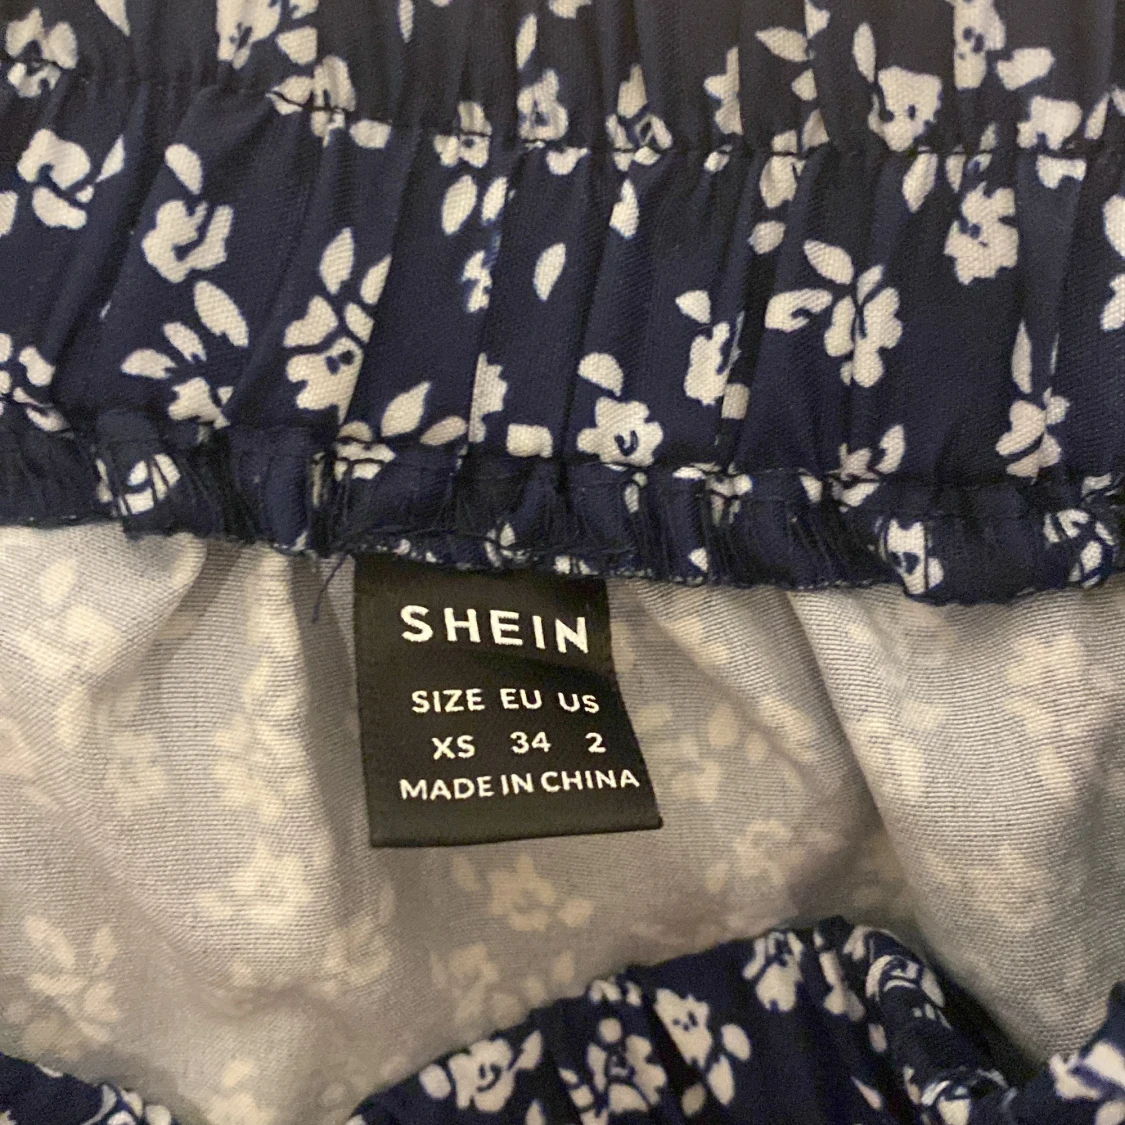 SHEIN
SIZE EU US
XS 34 2
MADE IN CHINA